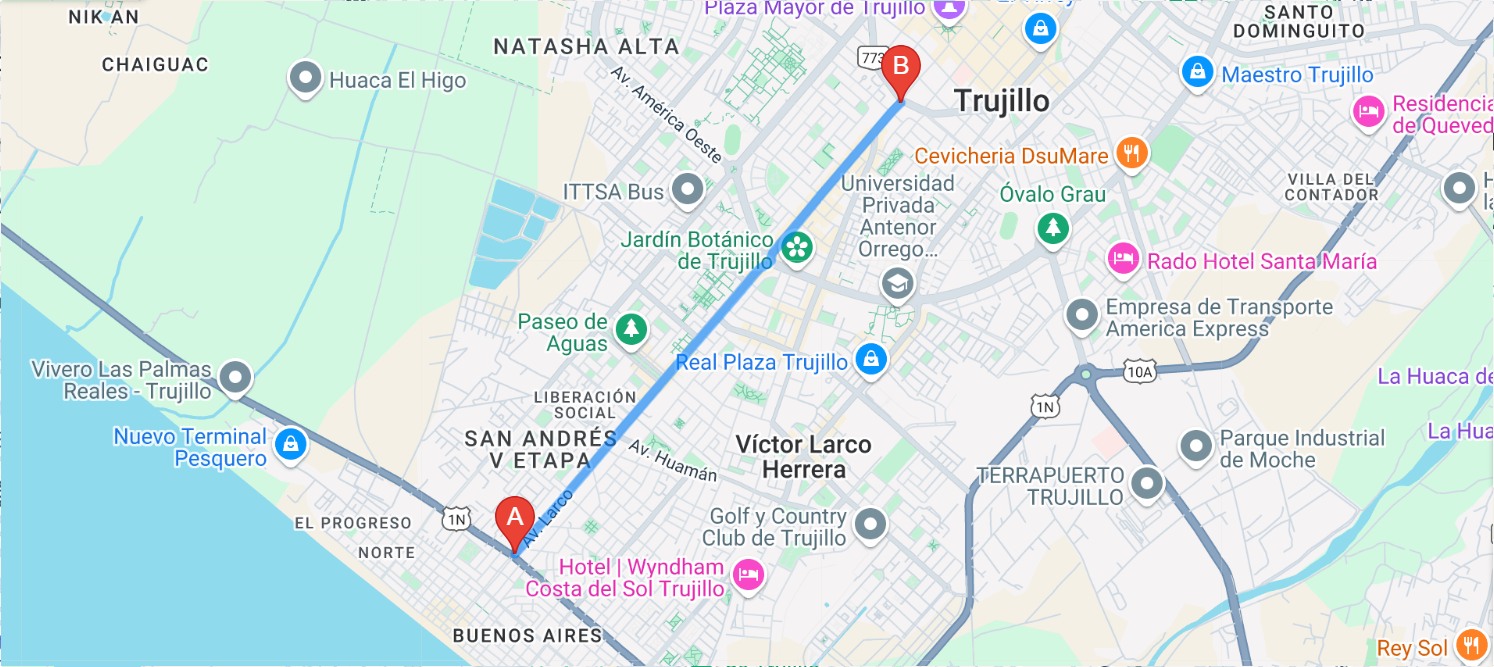 Plaza Mayor de Trujillo
NIKAN
SANTO
DOMINGUITO
NATASHA ALTA
CHAIGUAC
773
B
Huaca El Higo
Maestro Trujillo
Av. América Oeste
Trujillo
Residencia
de Queved
Cevicheria DsuMare
ITTSA Bus
Universidad
Privada
Antenor
Orrego...
Óvalo Grau
VILLA DEL
CONTADOR
Jardín Botánico
de Trujillo
Rado Hotel Santa María
Empresa de Transporte
America Express
Paseo de
Aguas
Real Plaza Trujillo
Vivero Las Palmas
Reales - Trujillo
10A
La Huaca de
LIBERACIÓN
SOCIAL
1N
Nuevo Terminal
Pesquero
SAN ANDRÉS
V ETAPA
Av. Huamán
Víctor Larco
Herrera
Parque Industrial
de Moche
La Hua
TERRAPUERTO
TRUJILLO
A
Av. Larco
EL PROGRESO
1N
NORTE
Golf y Country
Club de Trujillo
Hotel | Wyndham
Costa del Sol Trujillo
BUENOS AIRES
Rey Sol